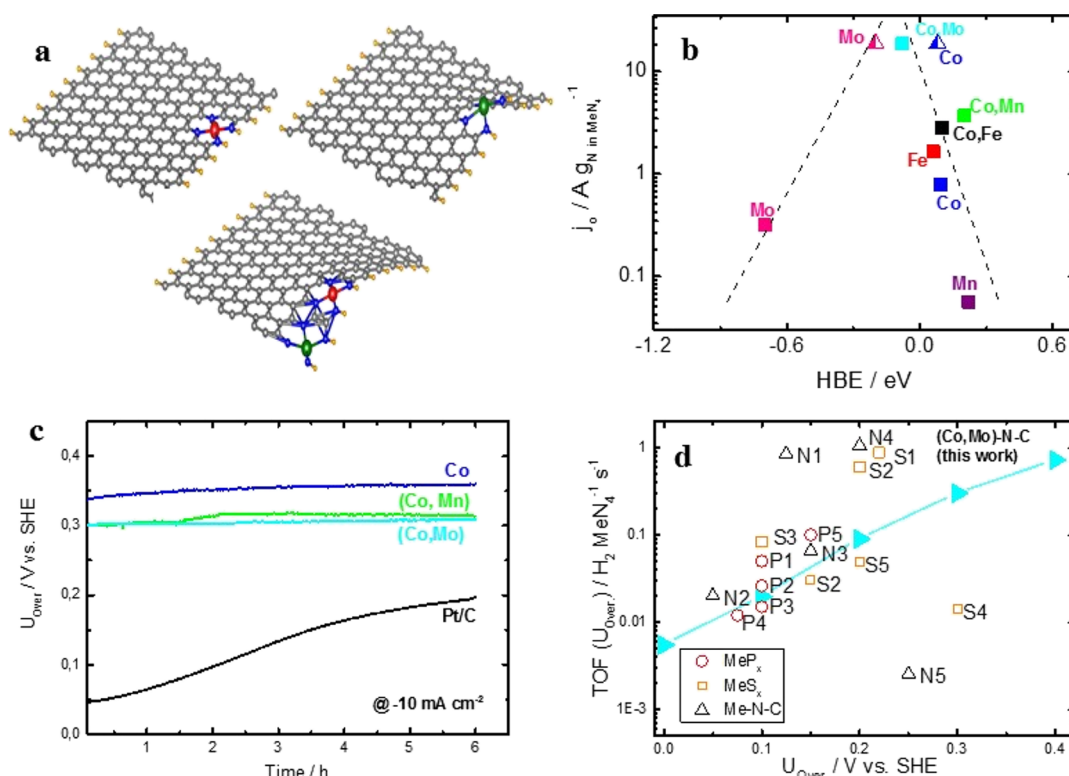 a
b
10
1
0.1
j₀ / A g_N in MeN₄⁻¹
Mo
Co,Mo
Co
Co,Mn
Co,Fe
Fe
Co
Mo
Mn
-1.2
-0.6
0.0
0.6
HBE / eV
c
0,4
0,3
0,2
0,1
0,0
U_Over / V vs. SHE
Co
(Co, Mn)
(Co,Mo)
Pt/C
@ -10 mA cm⁻²
1
2
3
4
5
6
Time / h
d
1
0.1
0.01
1E-3
TOF (U_Over) / H₂ MeN₄⁻¹ s⁻¹
(Co,Mo)-N-C
(this work)
N1
N4
S1
S2
S3
P5
N3
P1
S5
P2
S2
N2
P3
P4
S4
N5
MePₓ
MeSₓ
Me-N-C
0.0
0.1
0.2
0.3
0.4
U_Over / V vs. SHE